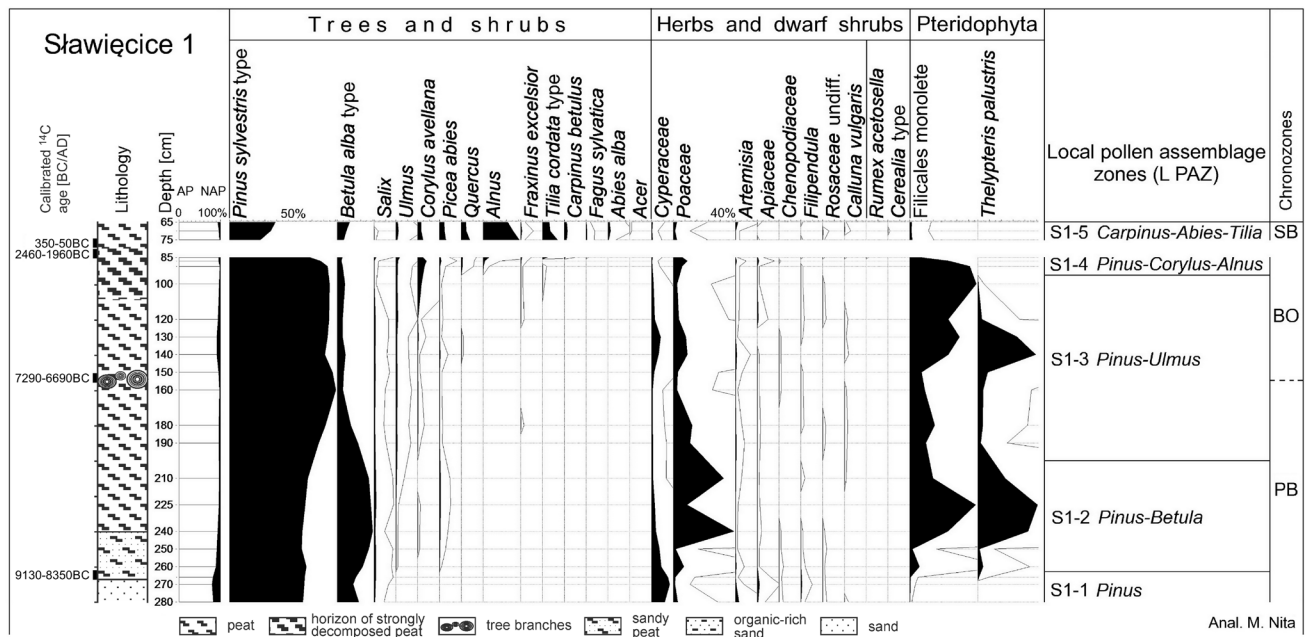 Sławięcice 1
Trees and shrubs
Herbs and dwarf shrubs
Pteridophyta
Calibrated ¹⁴C
age [BC/AD]
Lithology
Depth [cm]
AP NAP
0 100%
Pinus sylvestris type
50%
Betula alba type
Salix
Ulmus
Corylus avellana
Picea abies
Quercus
Alnus
Fraxinus excelsior
Tilia cordata type
Carpinus betulus
Fagus sylvatica
Abies alba
Acer
Cyperaceae
Poaceae
40%
Artemisia
Apiaceae
Chenopodiaceae
Filipendula
Rosaceae undiff.
Calluna vulgaris
Rumex acetosella
Cerealia type
Filicales monolete
Thelypteris palustris
Local pollen assemblage
zones (L PAZ)
Chronozones
65
350-50BC
75
S1-5 Carpinus-Abies-Tilia
SB
2460-1960BC
85
S1-4 Pinus-Corylus-Alnus
100
120
BO
130
140
S1-3 Pinus-Ulmus
7290-6690BC
160
180
190
210
225
PB
S1-2 Pinus-Betula
240
250
260
9130-8350BC
270
S1-1 Pinus
280
peat
horizon of strongly
decomposed peat
tree branches
sandy
peat
organic-rich
sand
sand
Anal. M. Nita